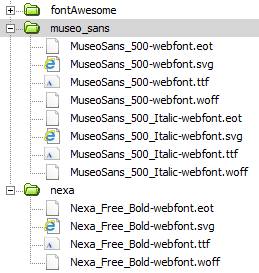 fontAwesome
museo_sans
MuseoSans_500-webfont.eot
MuseoSans_500-webfont.svg
MuseoSans_500-webfont.ttf
MuseoSans_500-webfont.woff
MuseoSans_500_Italic-webfont.eot
MuseoSans_500_Italic-webfont.svg
MuseoSans_500_Italic-webfont.ttf
MuseoSans_500_Italic-webfont.woff
nexa
Nexa_Free_Bold-webfont.eot
Nexa_Free_Bold-webfont.svg
Nexa_Free_Bold-webfont.ttf
Nexa_Free_Bold-webfont.woff